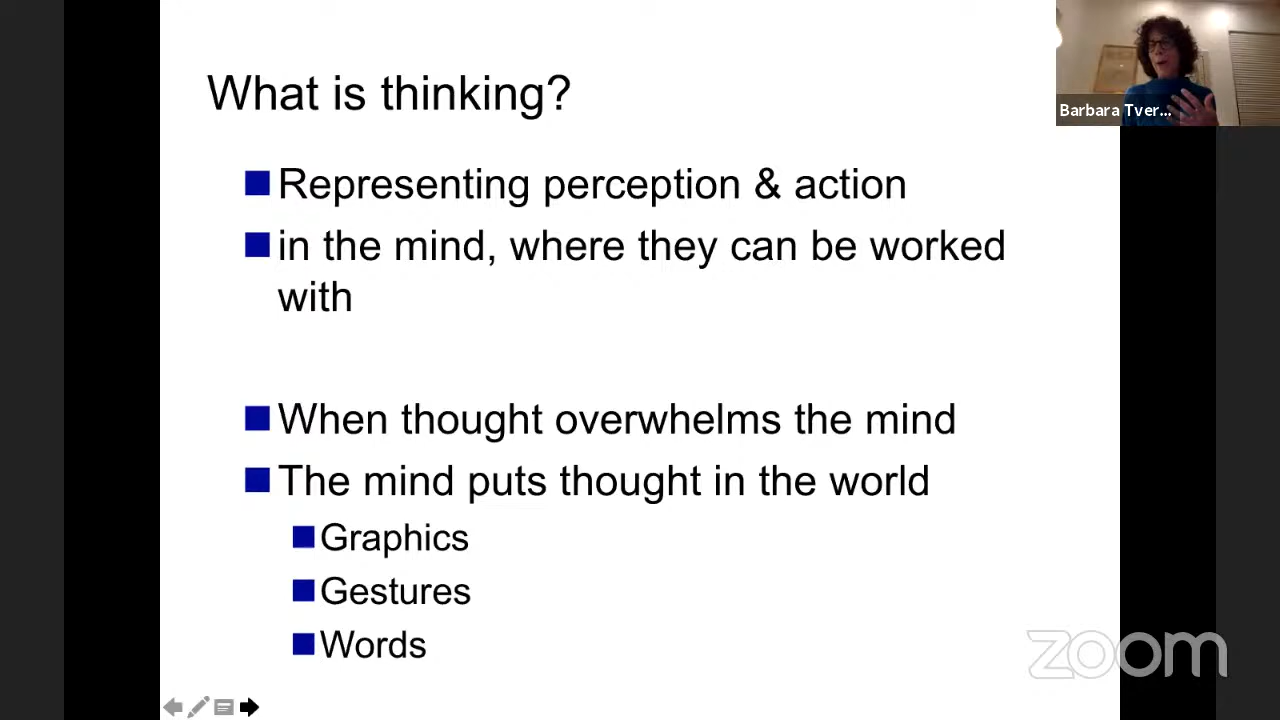 What is thinking?
Barbara Tver...
Representing perception & action
in the mind, where they can be worked
with
When thought overwhelms the mind
The mind puts thought in the world
Graphics
Gestures
Words
zoom